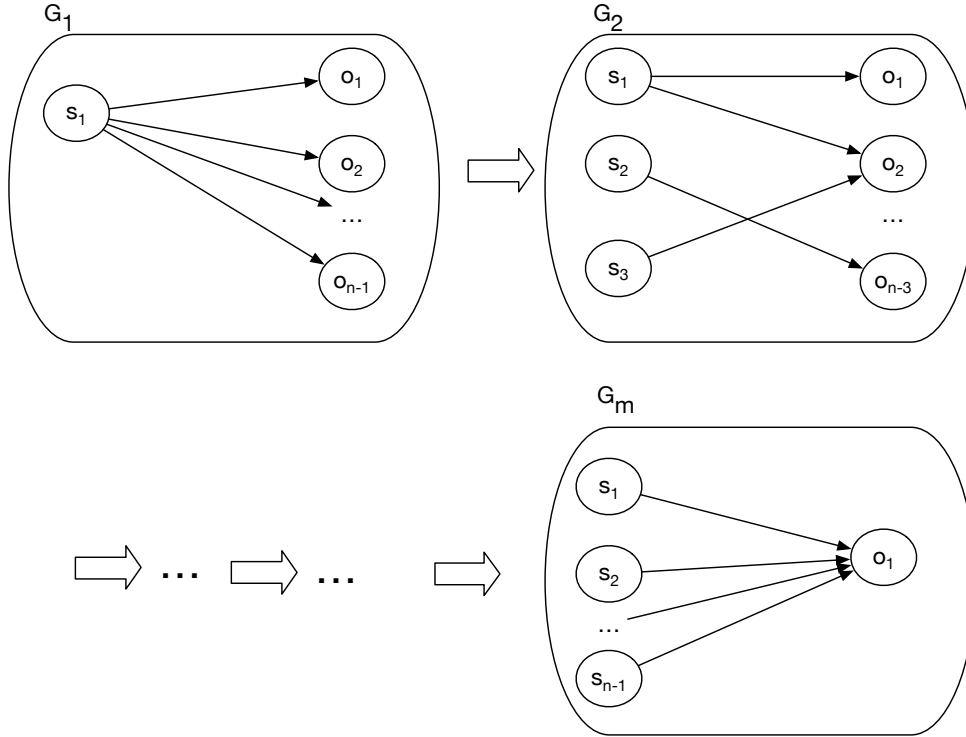 G1
s1
o1
o2
...
on-1
G2
s1
s2
s3
o1
o2
...
on-3
... ...
Gm
s1
s2
...
sn-1
o1